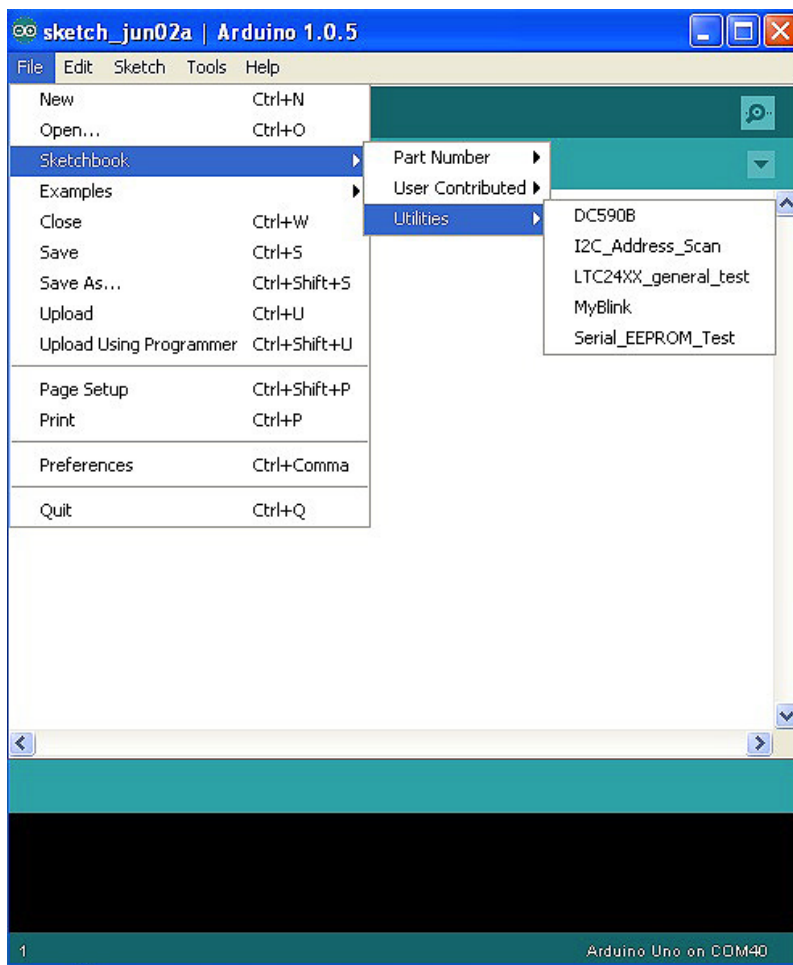 sketch_jun02a | Arduino 1.0.5
File Edit Sketch Tools Help
New Ctrl+N
Open... Ctrl+O
Sketchbook
Examples
Close Ctrl+W
Save Ctrl+S
Save As... Ctrl+Shift+S
Upload Ctrl+U
Upload Using Programmer Ctrl+Shift+U
Page Setup Ctrl+Shift+P
Print Ctrl+P
Preferences Ctrl+Comma
Quit Ctrl+Q
Part Number
User Contributed
Utilities
DC590B
I2C_Address_Scan
LTC24XX_general_test
MyBlink
Serial_EEPROM_Test
1 Arduino Uno on COM40